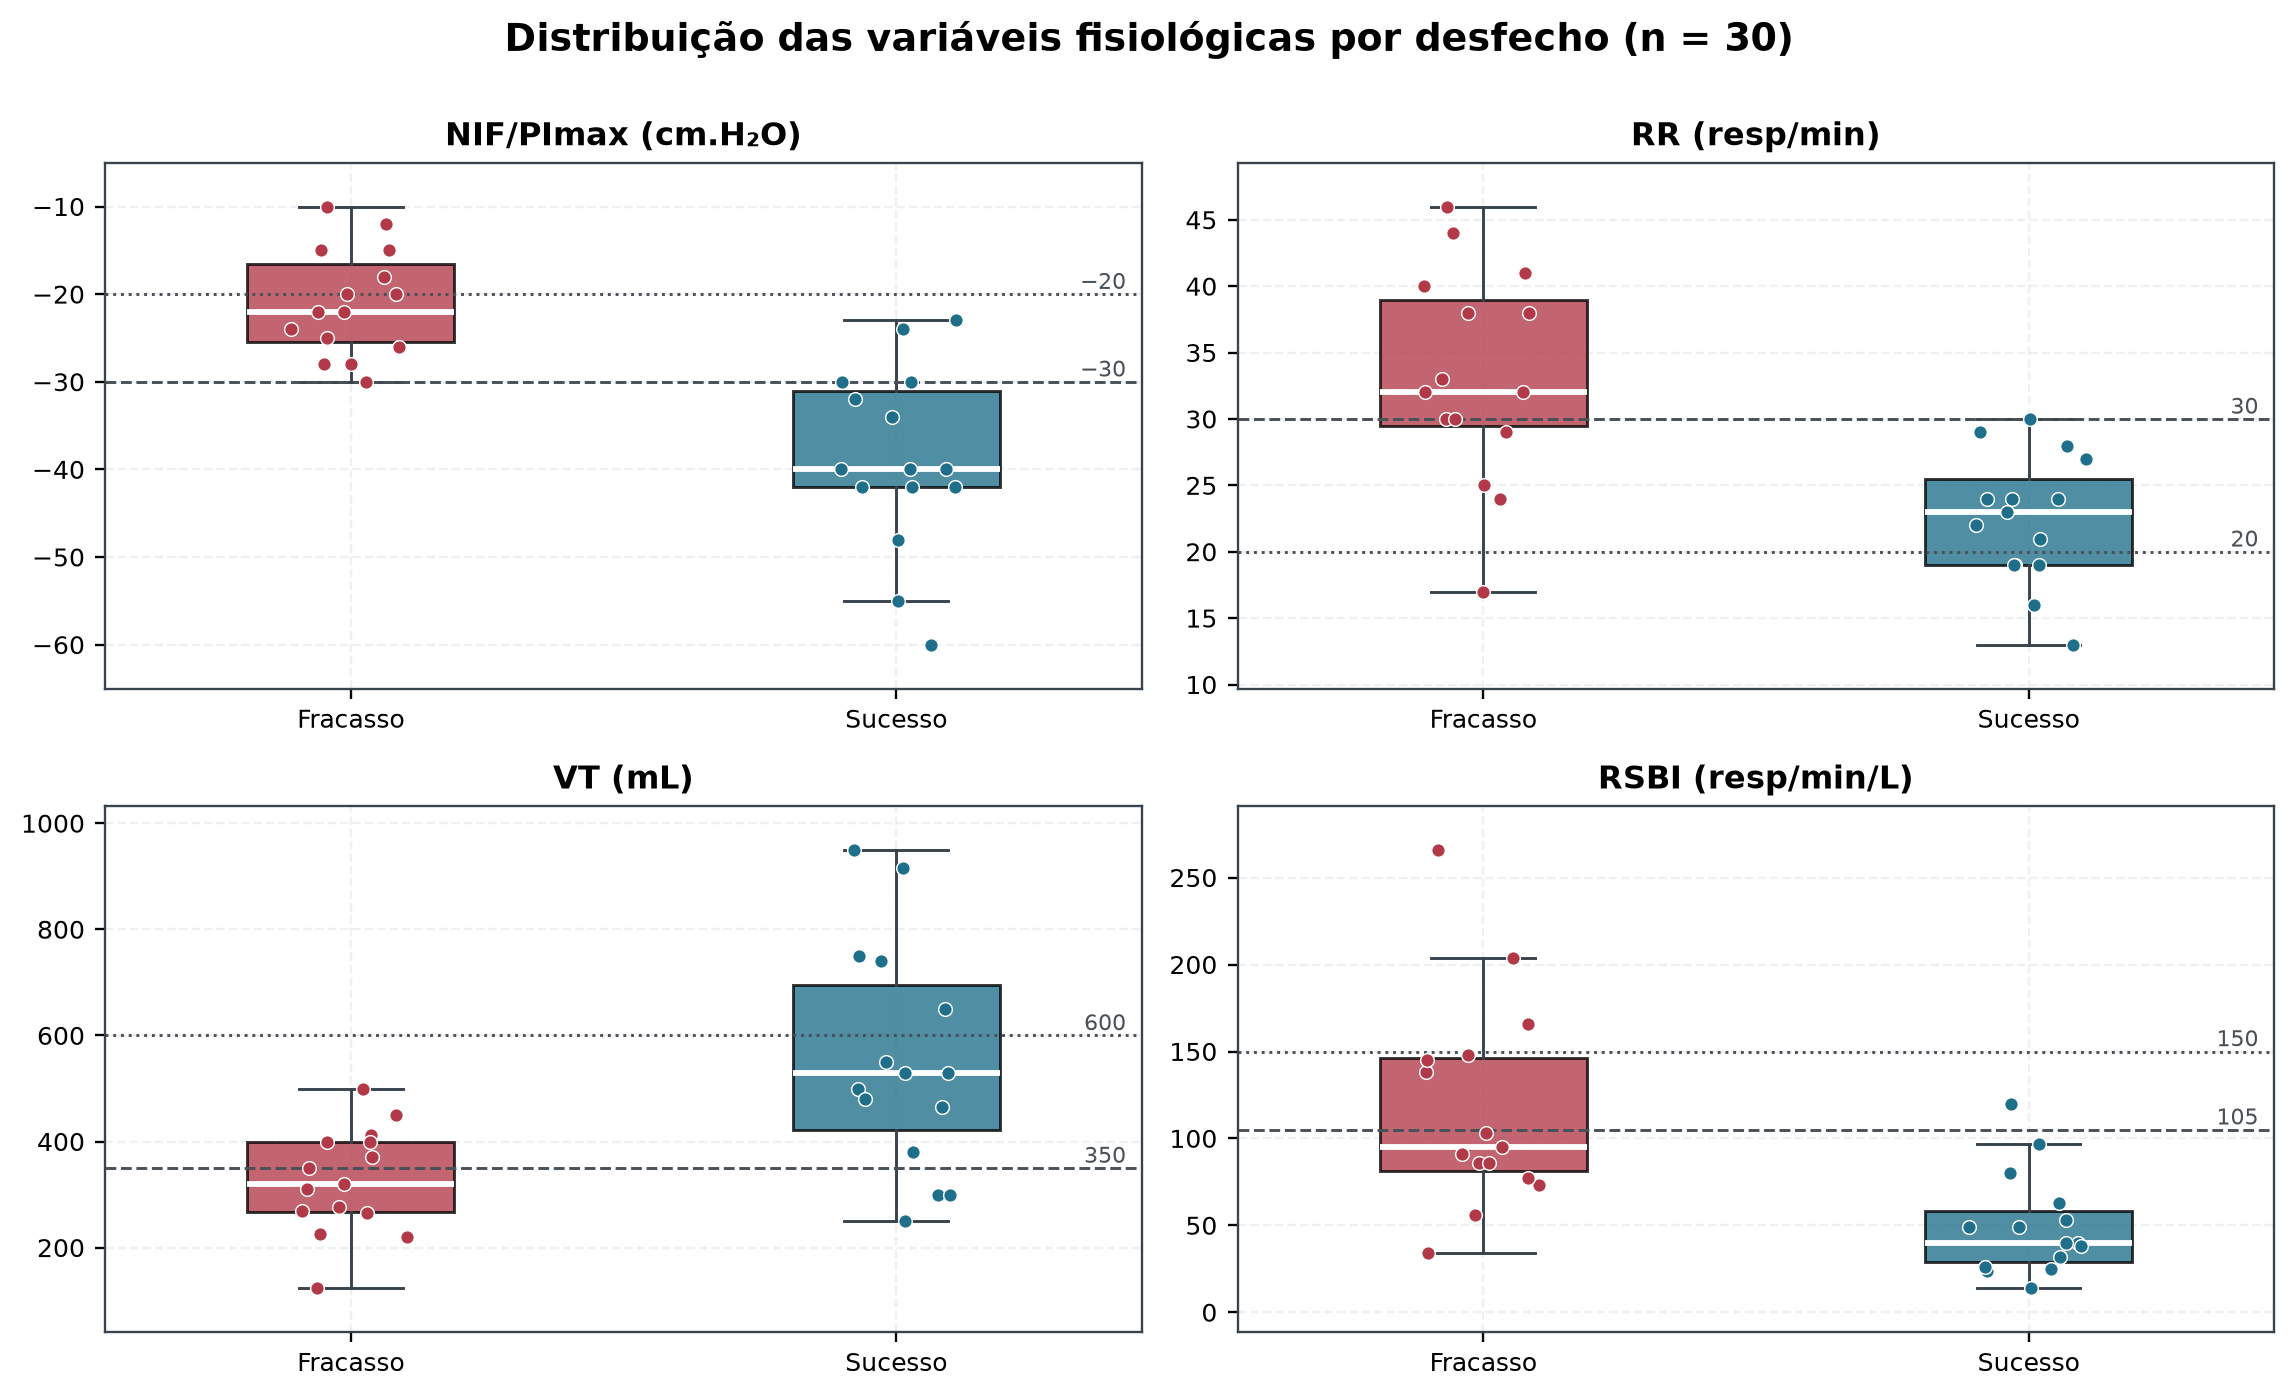 Distribuição das variáveis fisiológicas por desfecho (n = 30)
NIF/PImax (cm.H₂O)
−10
−20
−30
−40
−50
−60
−20
−30
Fracasso
Sucesso
RR (resp/min)
45
40
35
30
25
20
15
10
30
20
Fracasso
Sucesso
VT (mL)
1000
800
600
400
200
600
350
Fracasso
Sucesso
RSBI (resp/min/L)
250
200
150
100
50
0
150
105
Fracasso
Sucesso